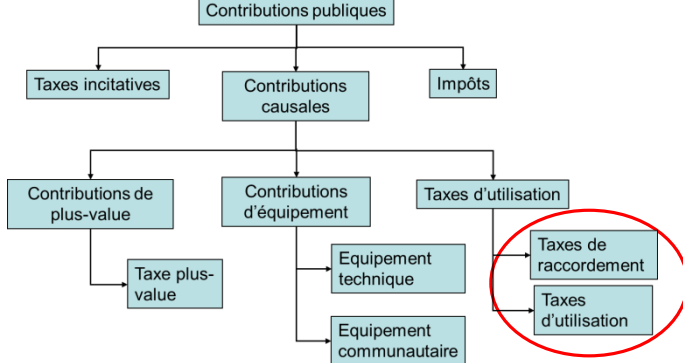 Contributions publiques
Taxes incitatives
Contributions
causales
Impôts
Contributions de
plus-value
Contributions
d'équipement
Taxes d'utilisation
Taxe plus-
value
Equipement
technique
Equipement
communautaire
Taxes de
raccordement
Taxes
d'utilisation